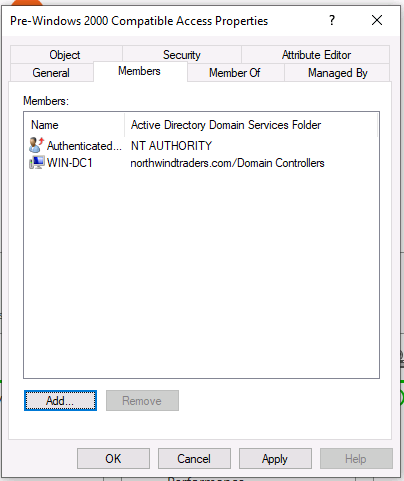 Pre-Windows 2000 Compatible Access Properties
Object Security Attribute Editor
General Members Member Of Managed By
Members:
Name Active Directory Domain Services Folder
Authenticated... NT AUTHORITY
WIN-DC1 northwindtraders.com/Domain Controllers
Add... Remove
OK Cancel Apply Help